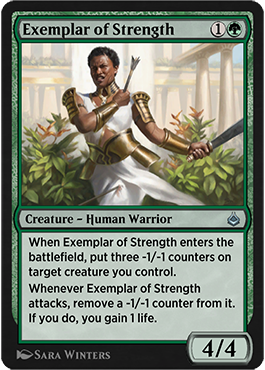 Exemplar of Strength 1
Creature – Human Warrior
When Exemplar of Strength enters the
battlefield, put three -1/-1 counters on
target creature you control.
Whenever Exemplar of Strength
attacks, remove a -1/-1 counter from it.
If you do, you gain 1 life.
4/4
Sara Winters